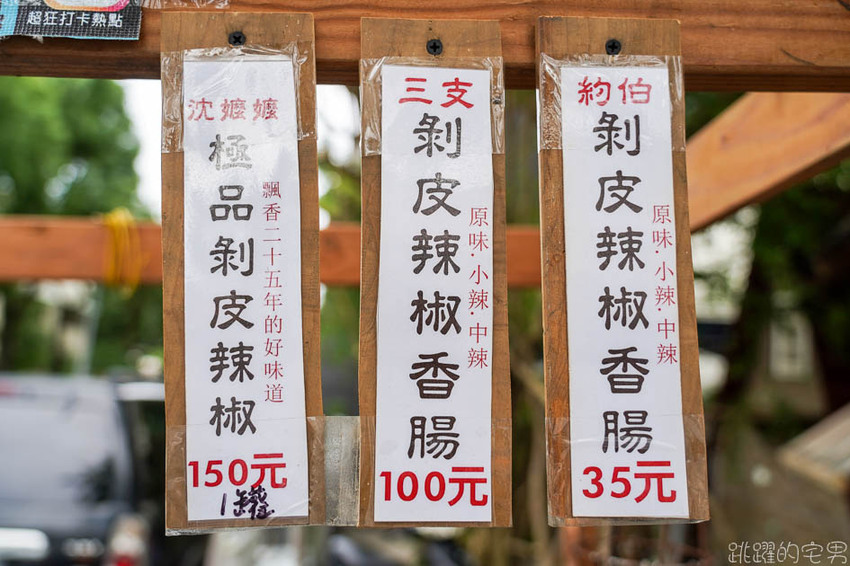 超狂打卡熱點
沈嬤嬤
極品剝皮辣椒
飄香二十五年的好味道
150元
1罐
三支
剝皮辣椒香腸
原味·小辣·中辣
100元
約伯
剝皮辣椒香腸
原味·小辣·中辣
35元
跳躍的宅男